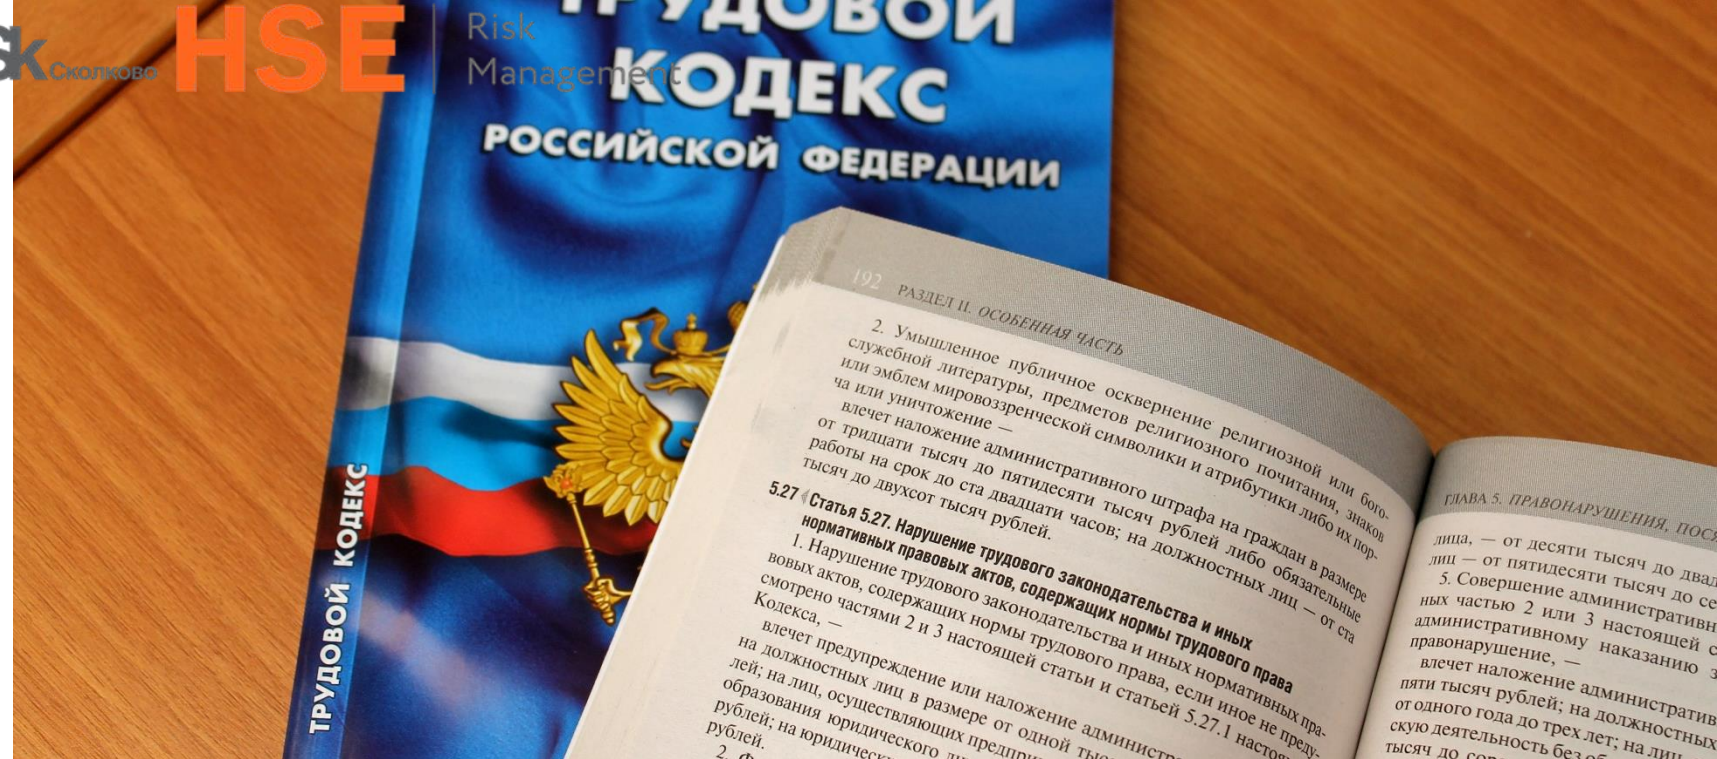 Sk Сколково
HSE
Risk
Management
ТРУДОВОЙ
КОДЕКС
РОССИЙСКОЙ ФЕДЕРАЦИИ
ТРУДОВОЙ КОДЕКС
192 РАЗДЕЛ II. ОСОБЕННАЯ ЧАСТЬ
2. Умышленное публичное осквернение религиозной или бого-
служебной литературы, предметов религиозного почитания, знаков
или эмблем мировоззренческой символики и атрибутики либо их пор-
ча или уничтожение —
влечет наложение административного штрафа на граждан в размере
от тридцати тысяч до пятидесяти тысяч рублей либо обязательные
работы на срок до ста двадцати часов; на должностных лиц — от ста
тысяч до двухсот тысяч рублей.
5.27 Статья 5.27. Нарушение трудового законодательства и иных
нормативных правовых актов, содержащих нормы трудового права
1. Нарушение трудового законодательства и иных нормативных пра-
вовых актов, содержащих нормы трудового права, если иное не преду-
смотрено частями 2 и 3 настоящей статьи и статьей 5.27.1 настоя
Кодекса, —
влечет предупреждение или наложение администра
на должностных лиц в размере от одной тыс
лей; на лиц, осуществляющих предпри
образования юридического ли
рублей; на юридически
рублей.
2. Ф
ГЛАВА 5. ПРАВОНАРУШЕНИЯ, ПОС
лица, — от десяти тысяч до двад
лиц — от пятидесяти тысяч до се
5. Совершение административн
ных частью 2 или 3 настоящей с
административному наказанию з
правонарушение, —
влечет наложение административ
пяти тысяч рублей; на должностных
от одного года до трех лет; на лиц
скую деятельность без об
тысяч до сор